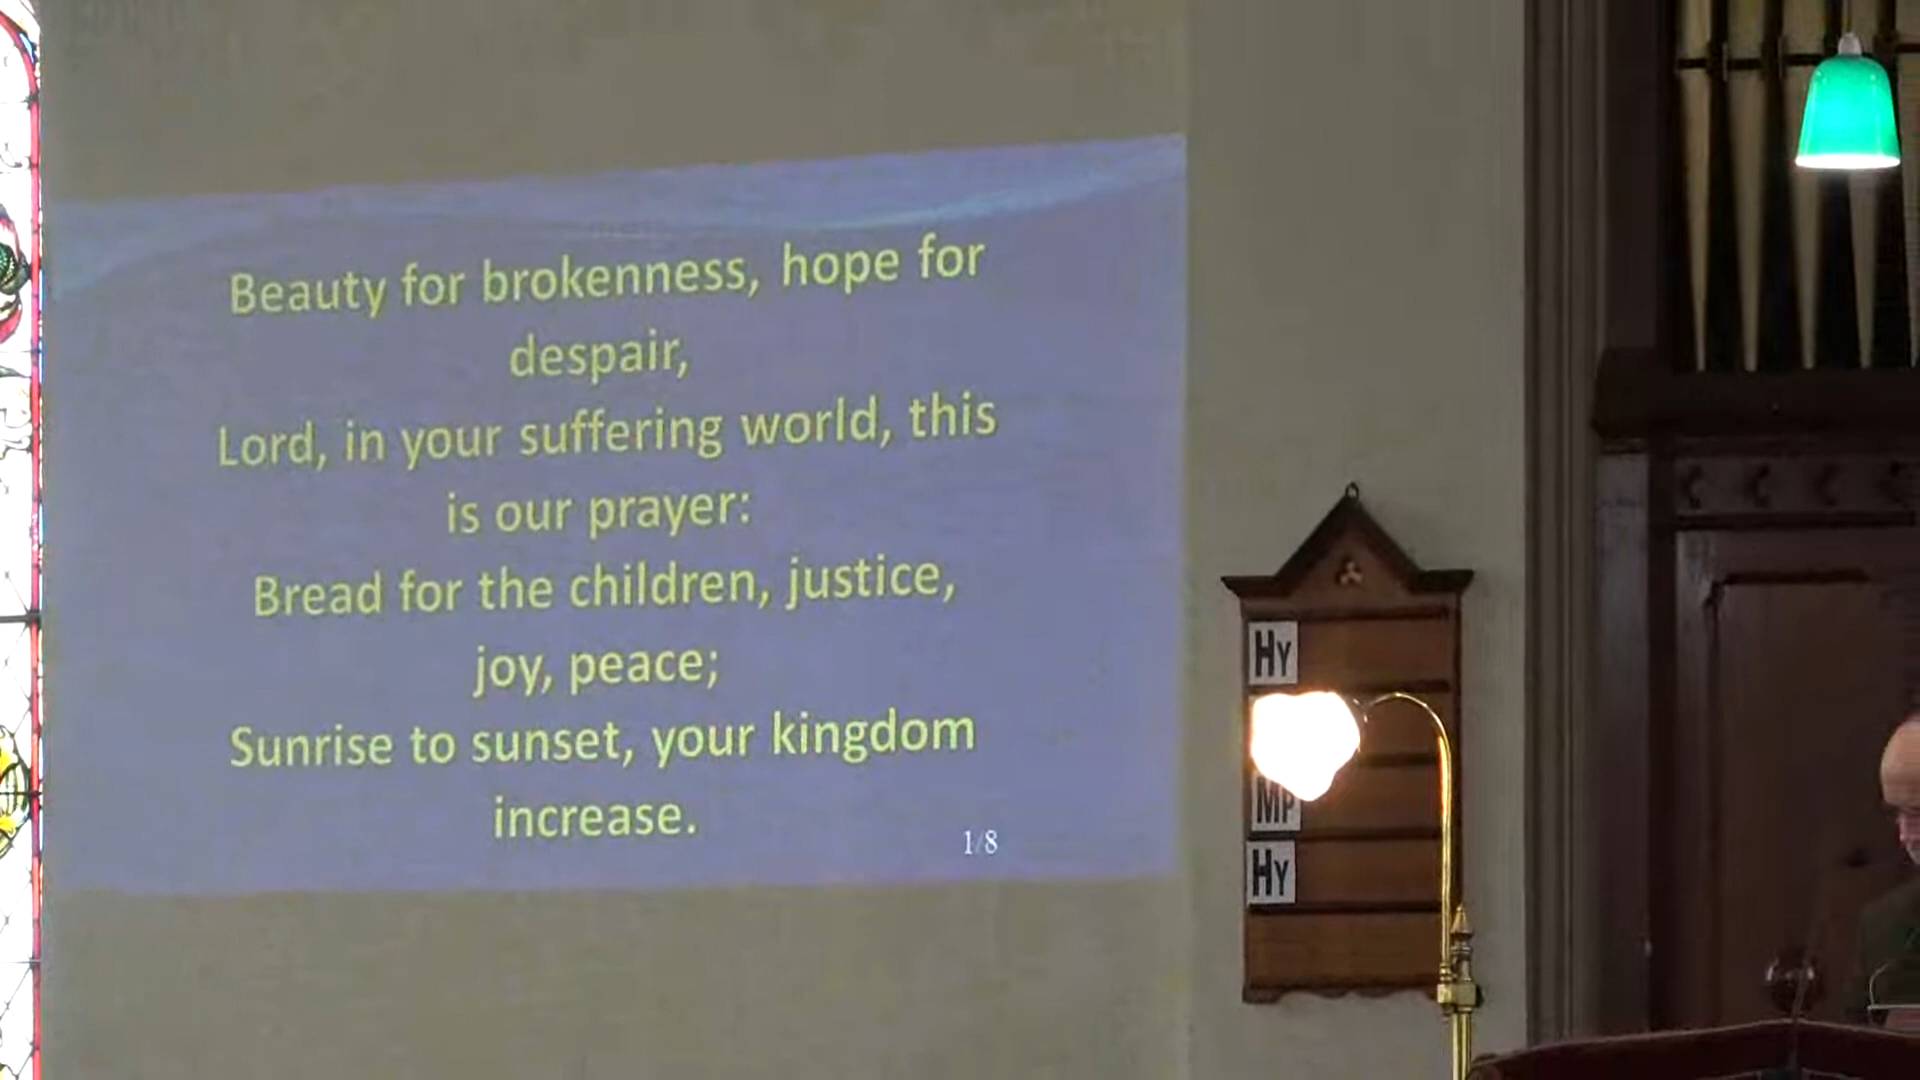 Beauty for brokenness, hope for
despair,
Lord, in your suffering world, this
is our prayer:
Bread for the children, justice,
joy, peace;
Sunrise to sunset, your kingdom
increase.
1/8
HY
MP
HY